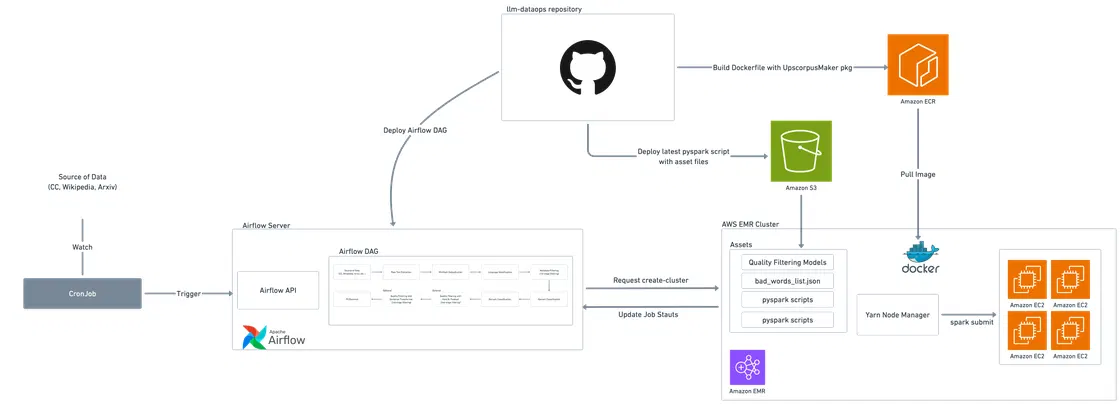 llm-dataops repository
Build Dockerfile with UpscorpusMaker pkg
Amazon ECR
Deploy Airflow DAG
Deploy latest pyspark script
with asset files
Amazon S3
Pull Image
Source of Data
(CC, Wikipedia, Arxiv)
Watch
CronJob
Trigger
Airflow Server
Airflow API
Apache
Airflow
Airflow DAG
Request create-cluster
Update Job Stauts
AWS EMR Cluster
Assets
Quality Filtering Models
bad_words_list.json
pyspark scripts
pyspark scripts
docker
Yarn Node Manager
spark submit
Amazon EC2
Amazon EC2
Amazon EC2
Amazon EC2
Amazon EMR